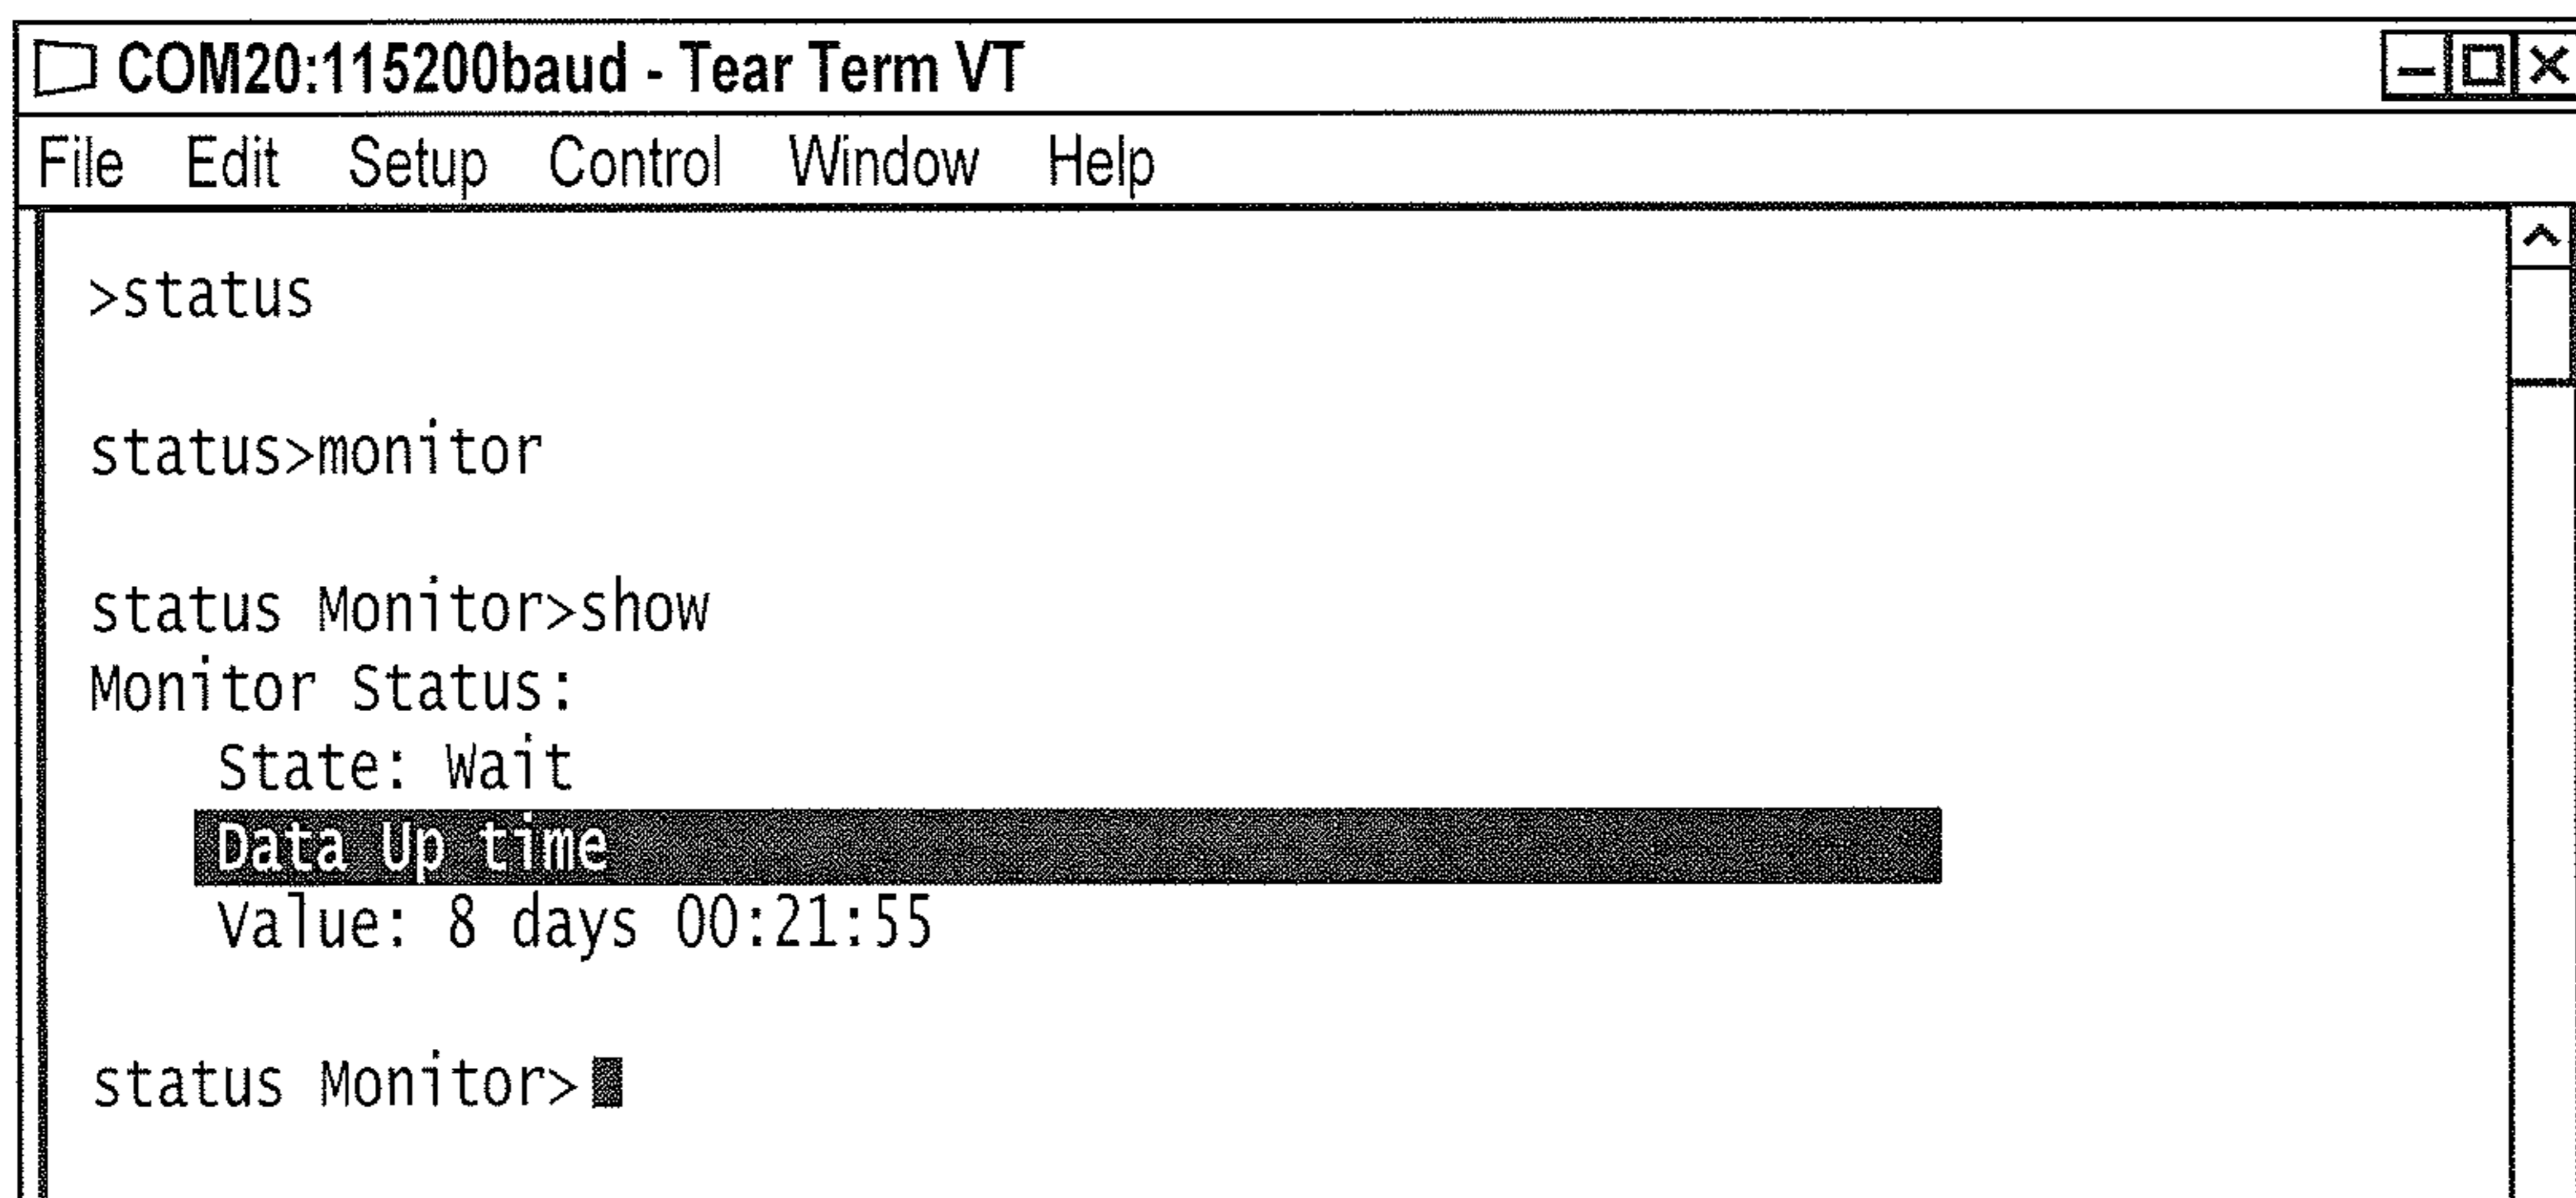 COM20:115200baud - Tear Term VT
File Edit Setup Control Window Help
>status
status>monitor
status Monitor>show
Monitor Status:
State: Wait
Data Up time
Value: 8 days 00:21:55
status Monitor>